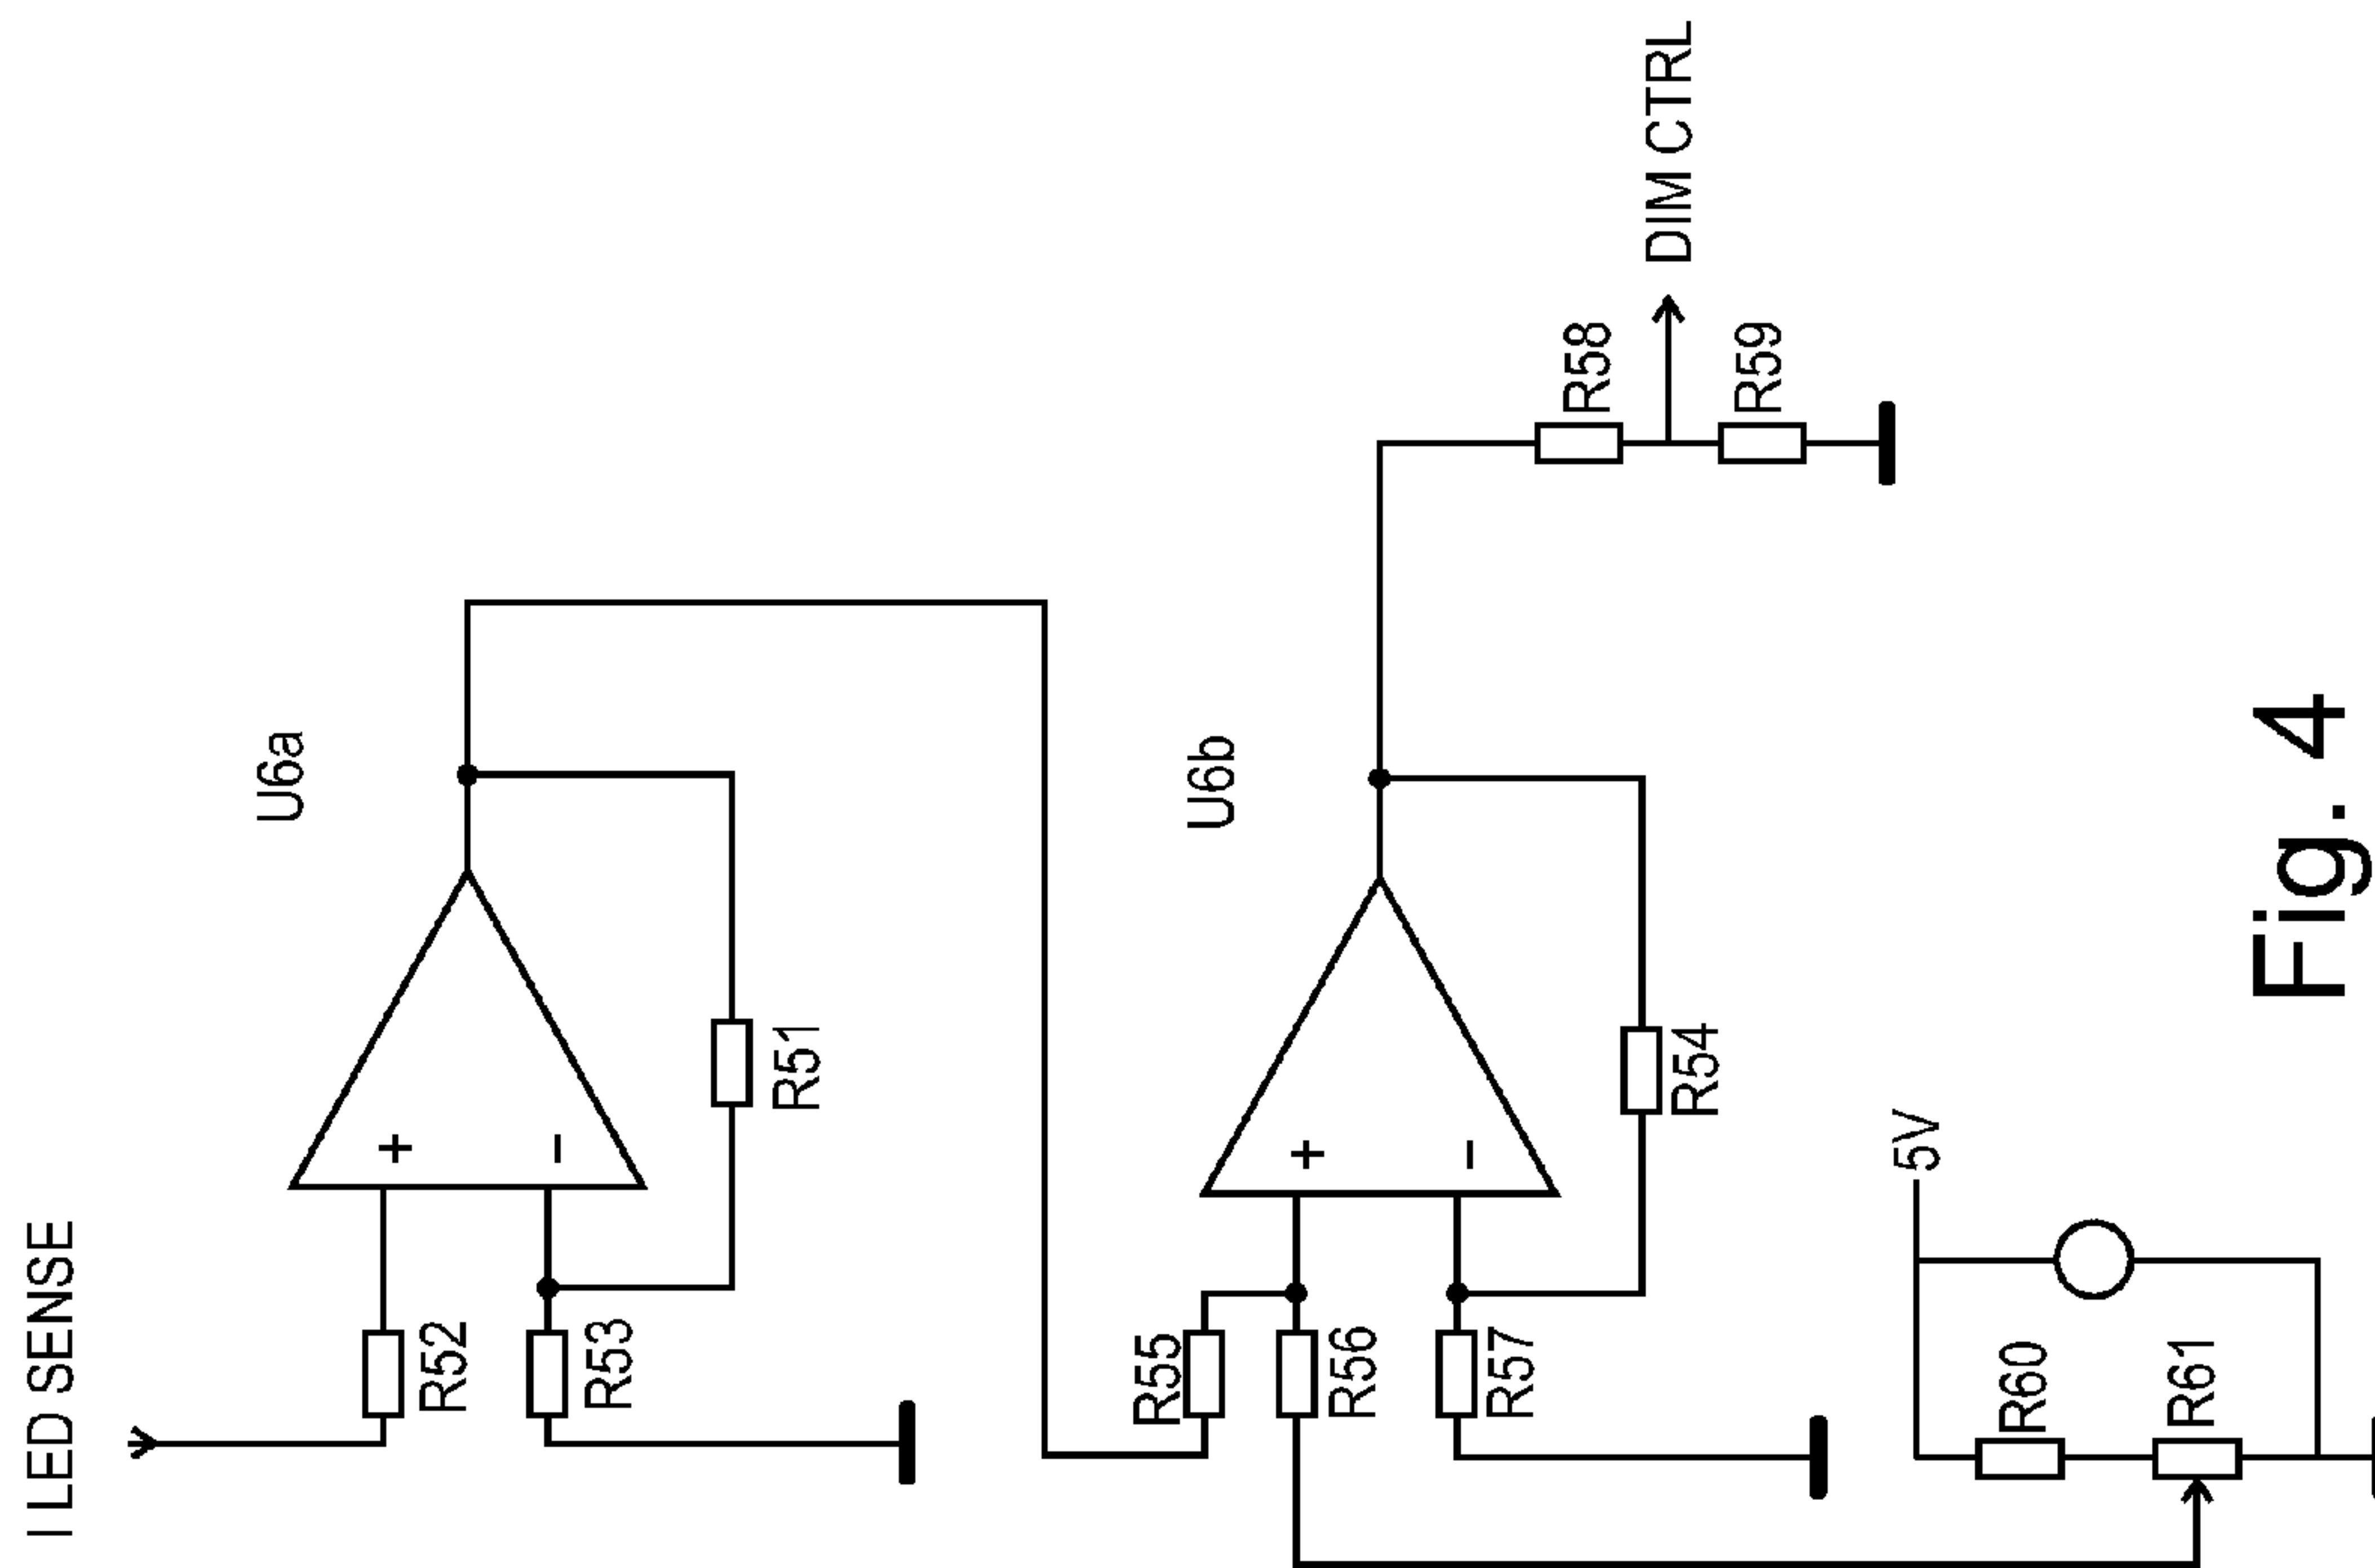 I LED SENSE
U6a
+
−
R52
R53
R51
U6b
+
−
R55
R56
R57
R54
R58
R59
DIM CTRL
5V
R60
R61
Fig. 4